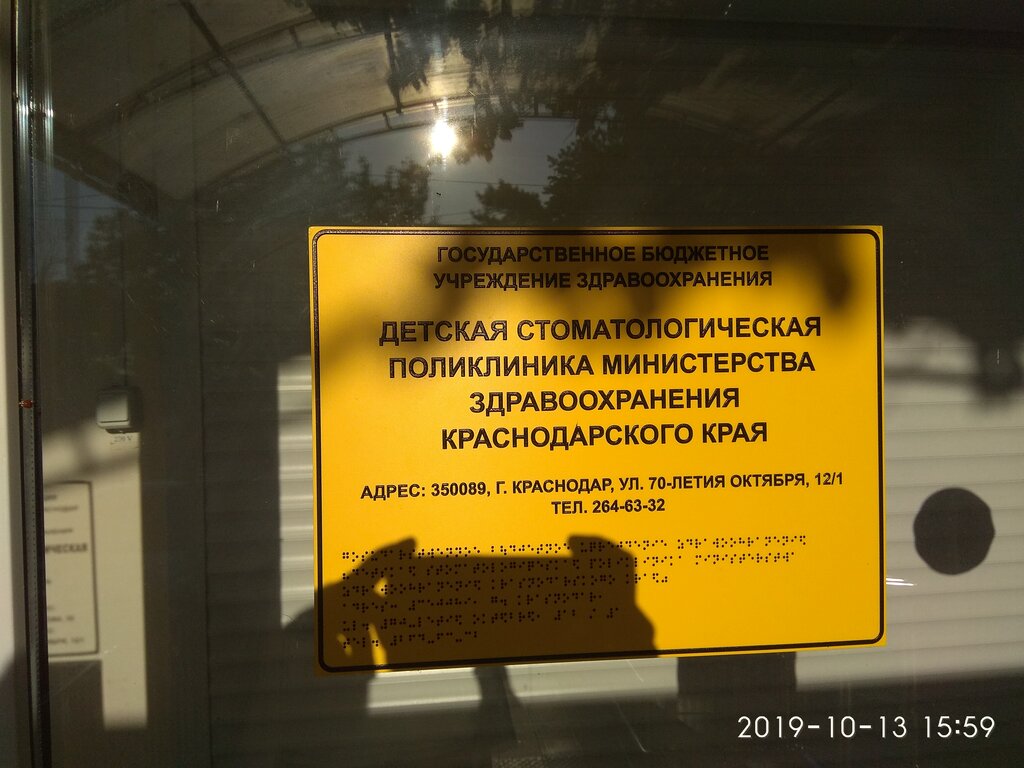 ГОСУДАРСТВЕННОЕ БЮДЖЕТНОЕ
УЧРЕЖДЕНИЕ ЗДРАВООХРАНЕНИЯ
ДЕТСКАЯ СТОМАТОЛОГИЧЕСКАЯ
ПОЛИКЛИНИКА МИНИСТЕРСТВА
ЗДРАВООХРАНЕНИЯ
КРАСНОДАРСКОГО КРАЯ
АДРЕС: 350089, Г. КРАСНОДАР, УЛ. 70-ЛЕТИЯ ОКТЯБРЯ, 12/1
ТЕЛ. 264-63-32
2019-10-13 15:59